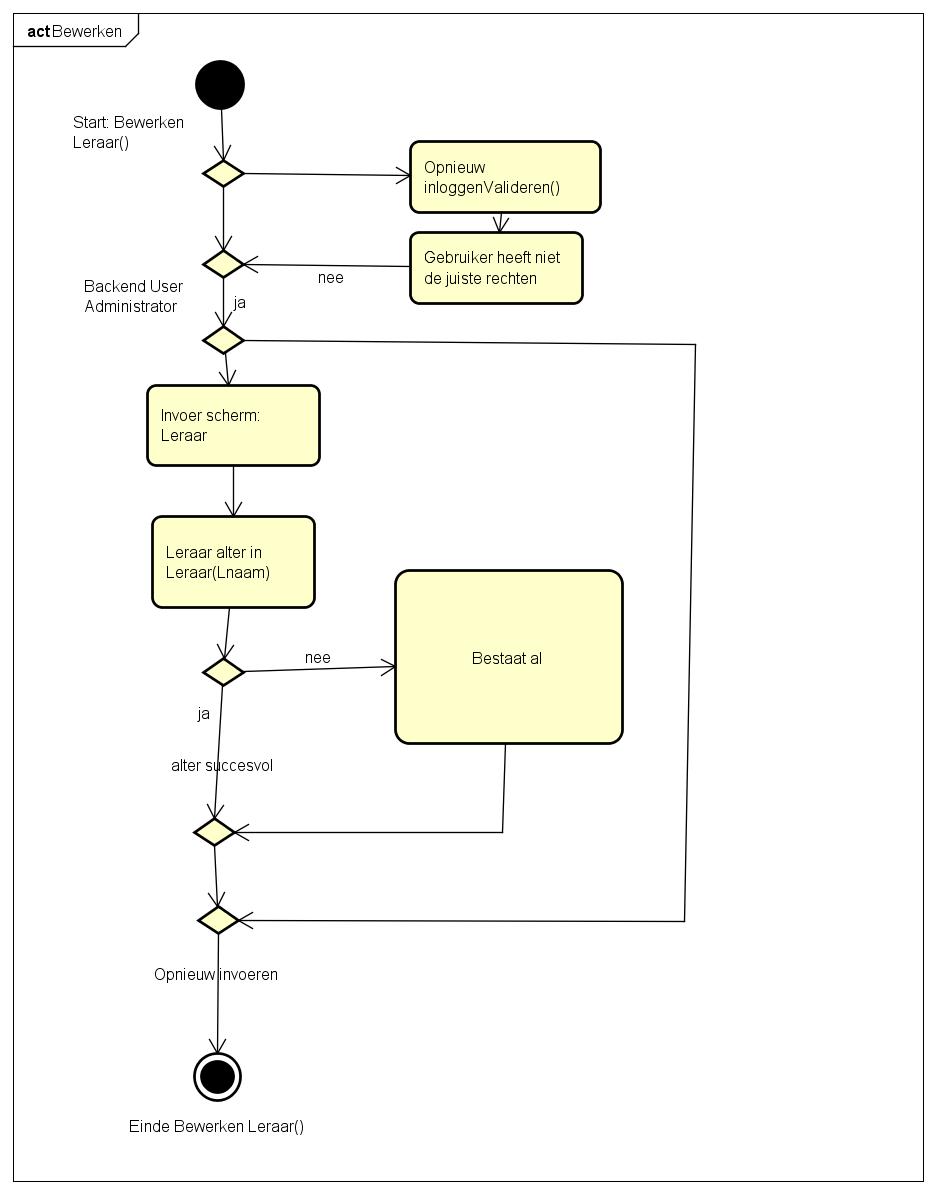 act Bewerken
Start: Bewerken
Leraar()
Opnieuw
inloggenValideren()
Gebruiker heeft niet
de juiste rechten
nee
Backend User
Administrator
ja
Invoer scherm:
Leraar
Leraar alter in
Leraar(Lnaam)
nee
Bestaat al
ja
alter succesvol
Opnieuw invoeren
Einde Bewerken Leraar()